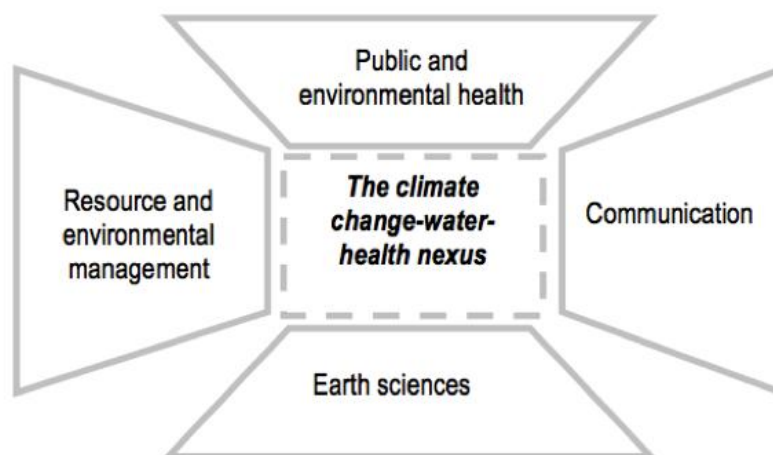 Public and
environmental health
Resource and
environmental
management
The climate
change-water-
health nexus
Communication
Earth sciences